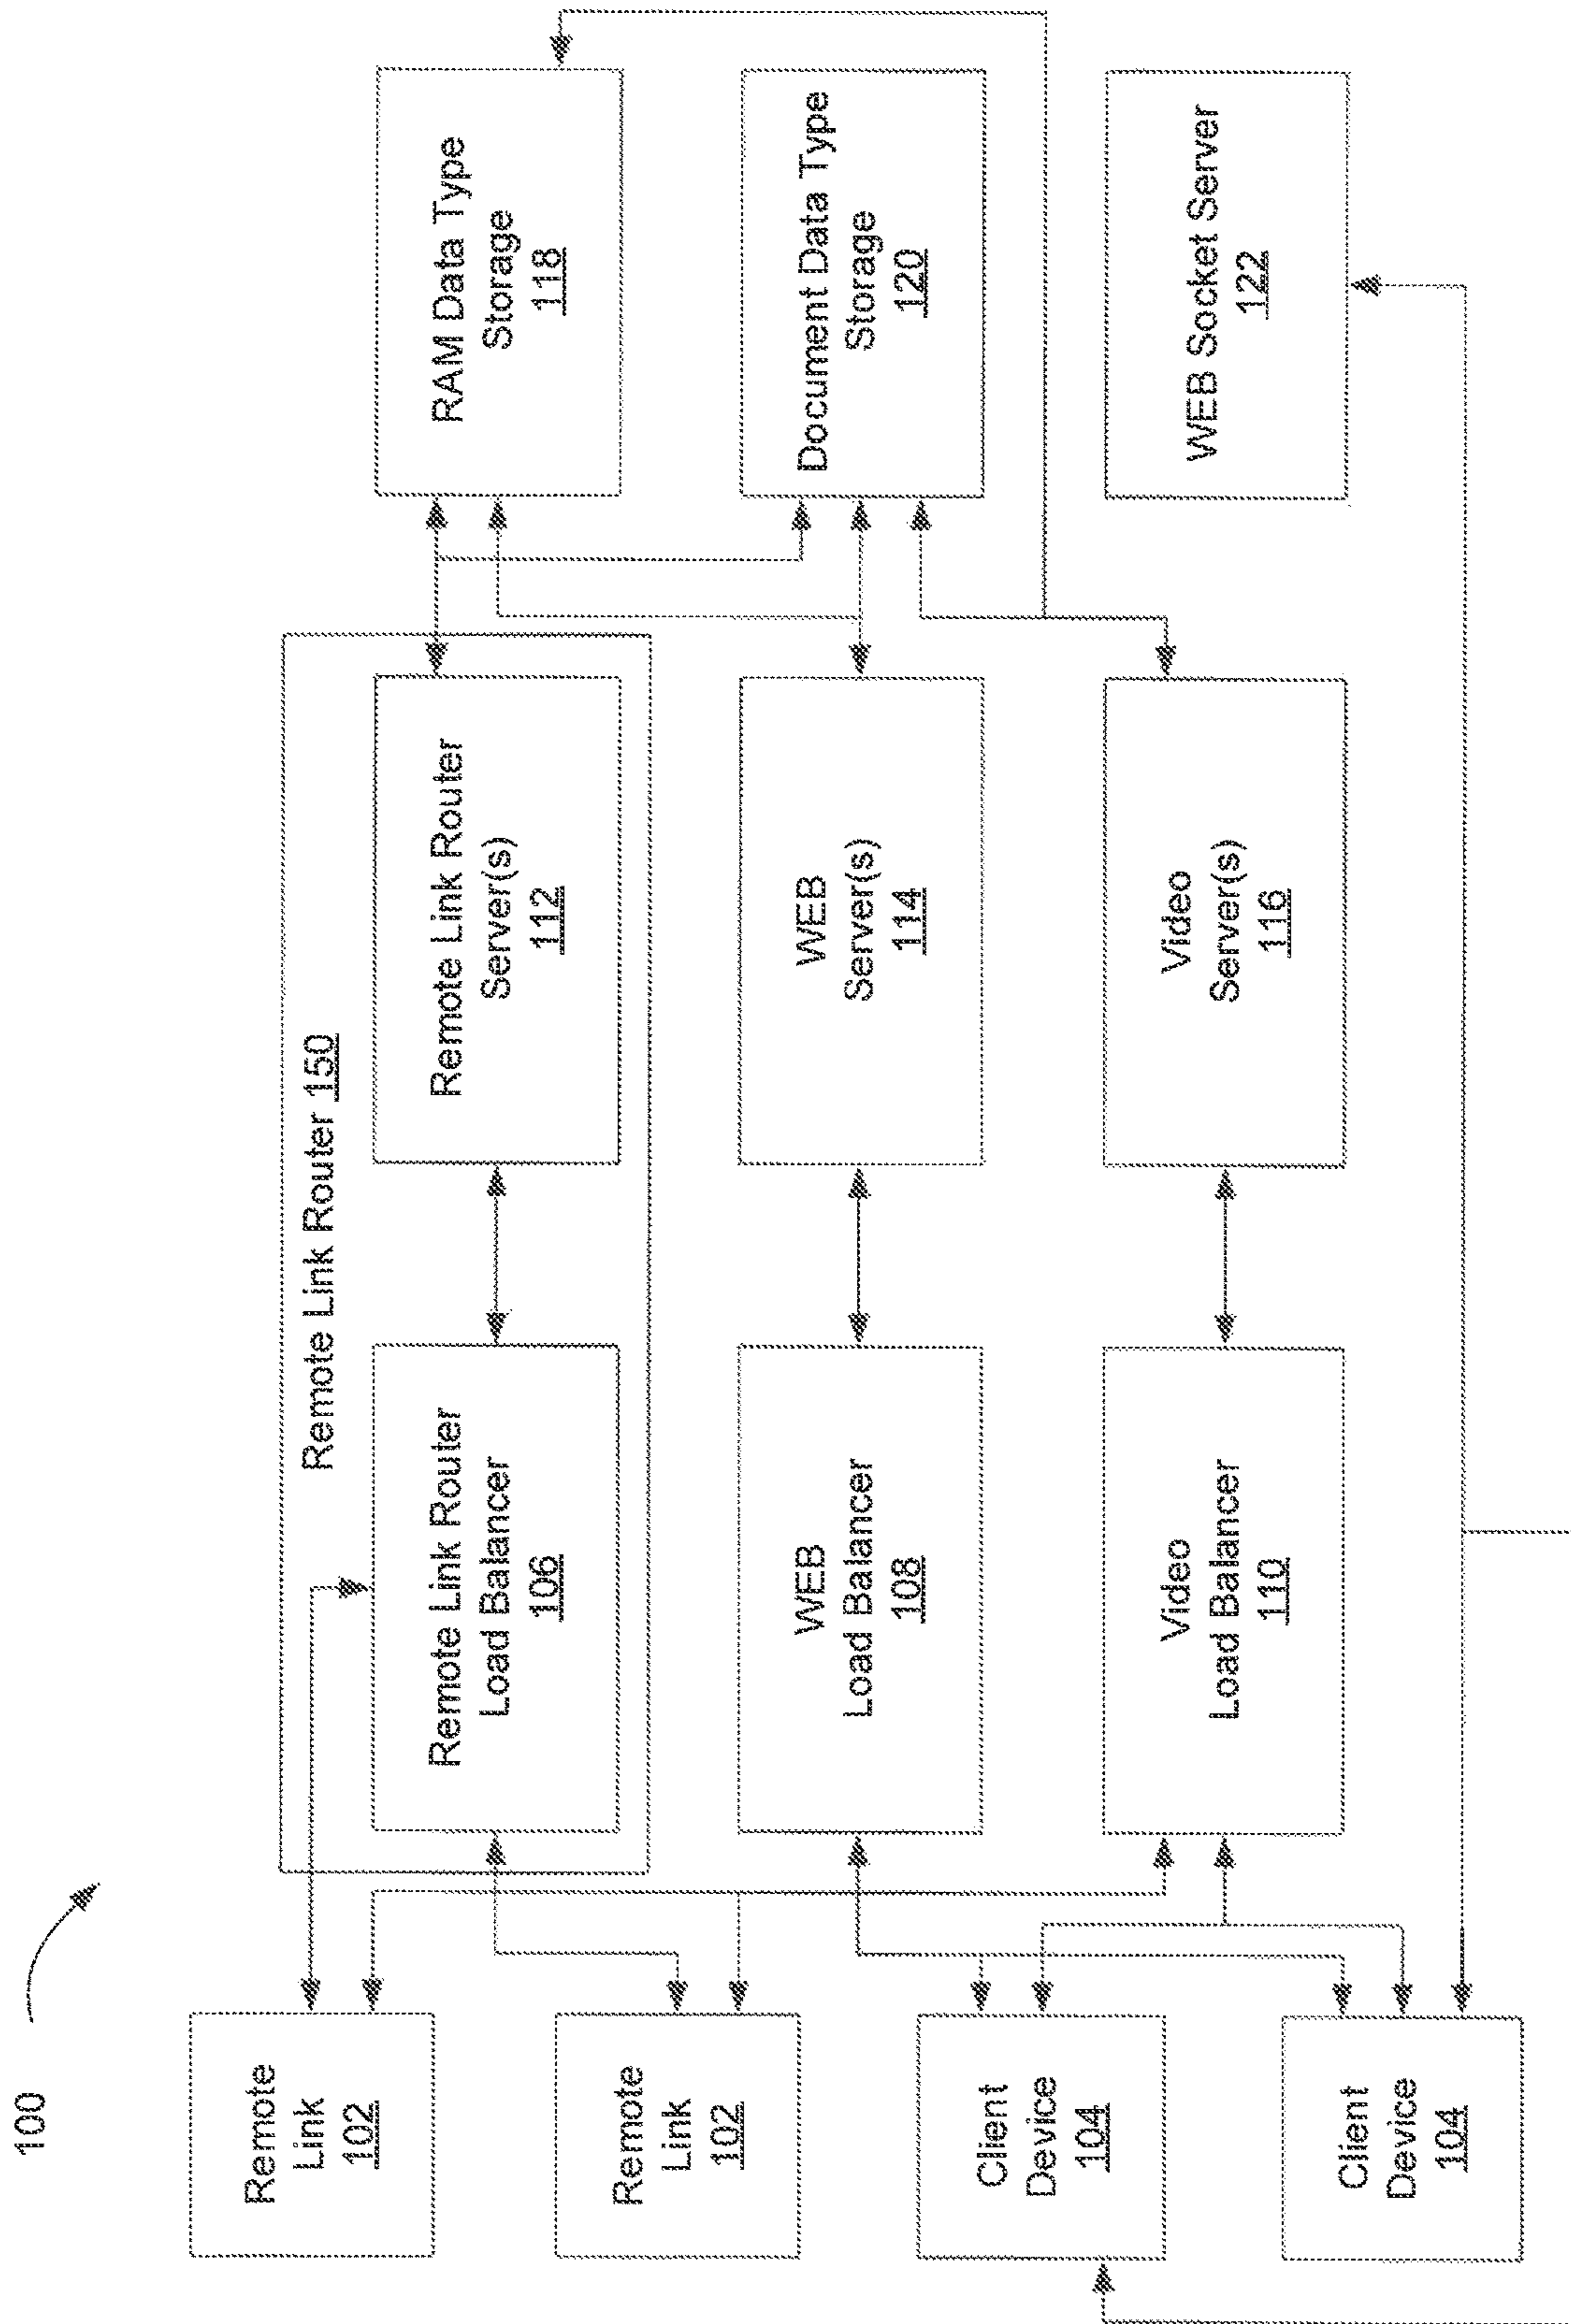 100
Remote Link Router 150
Remote
Link
102
Remote Link Router
Load Balancer
106
Remote Link Router
Server(s)
112
RAM Data Type
Storage
118
Remote
Link
102
WEB
Load Balancer
108
WEB
Server(s)
114
Document Data Type
Storage
120
Client
Device
104
Video
Load Balancer
110
Video
Server(s)
116
WEB Socket Server
122
Client
Device
104